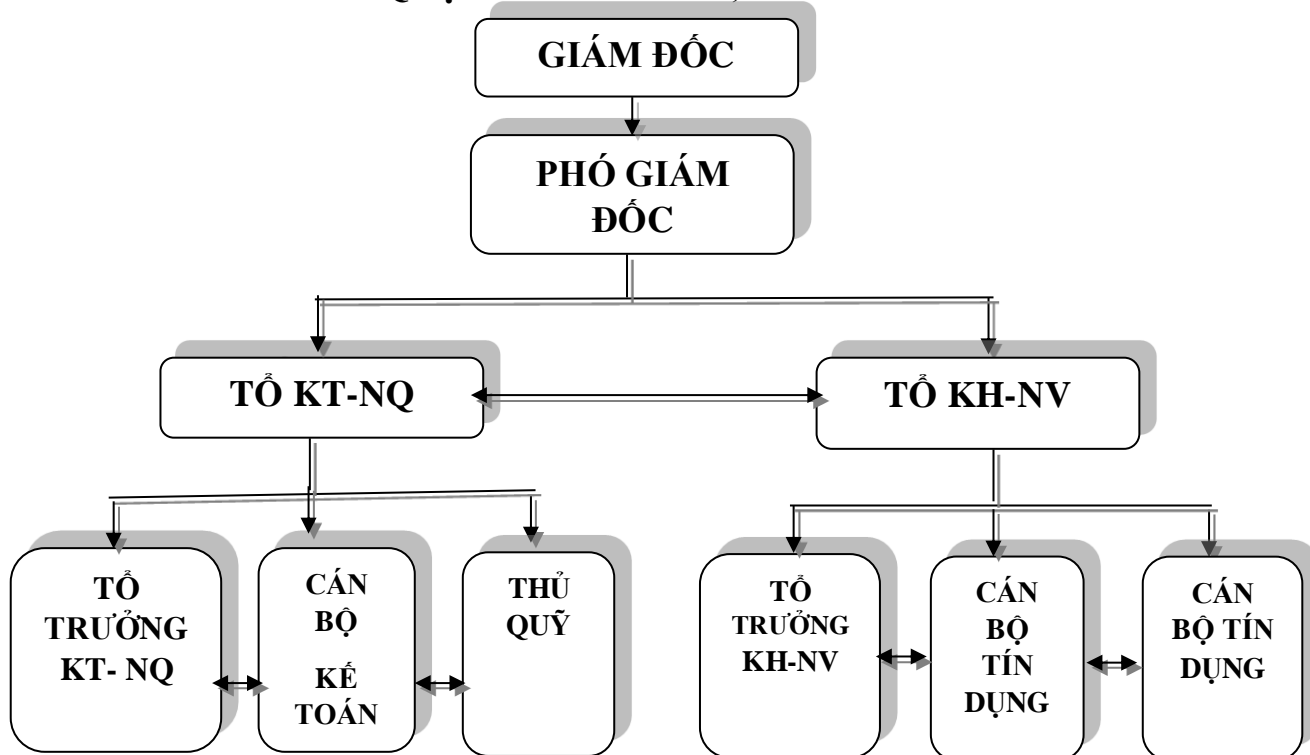 GIÁM ĐỐC
PHÓ GIÁM
ĐỐC
TỔ KT-NQ
TỔ KH-NV
TỔ
TRƯỞNG
KT- NQ
CÁN
BỘ
KẾ
TOÁN
THỦ
QUỸ
TỔ
TRƯỞNG
KH-NV
CÁN
BỘ
TÍN
DỤNG
CÁN
BỘ TÍN
DỤNG